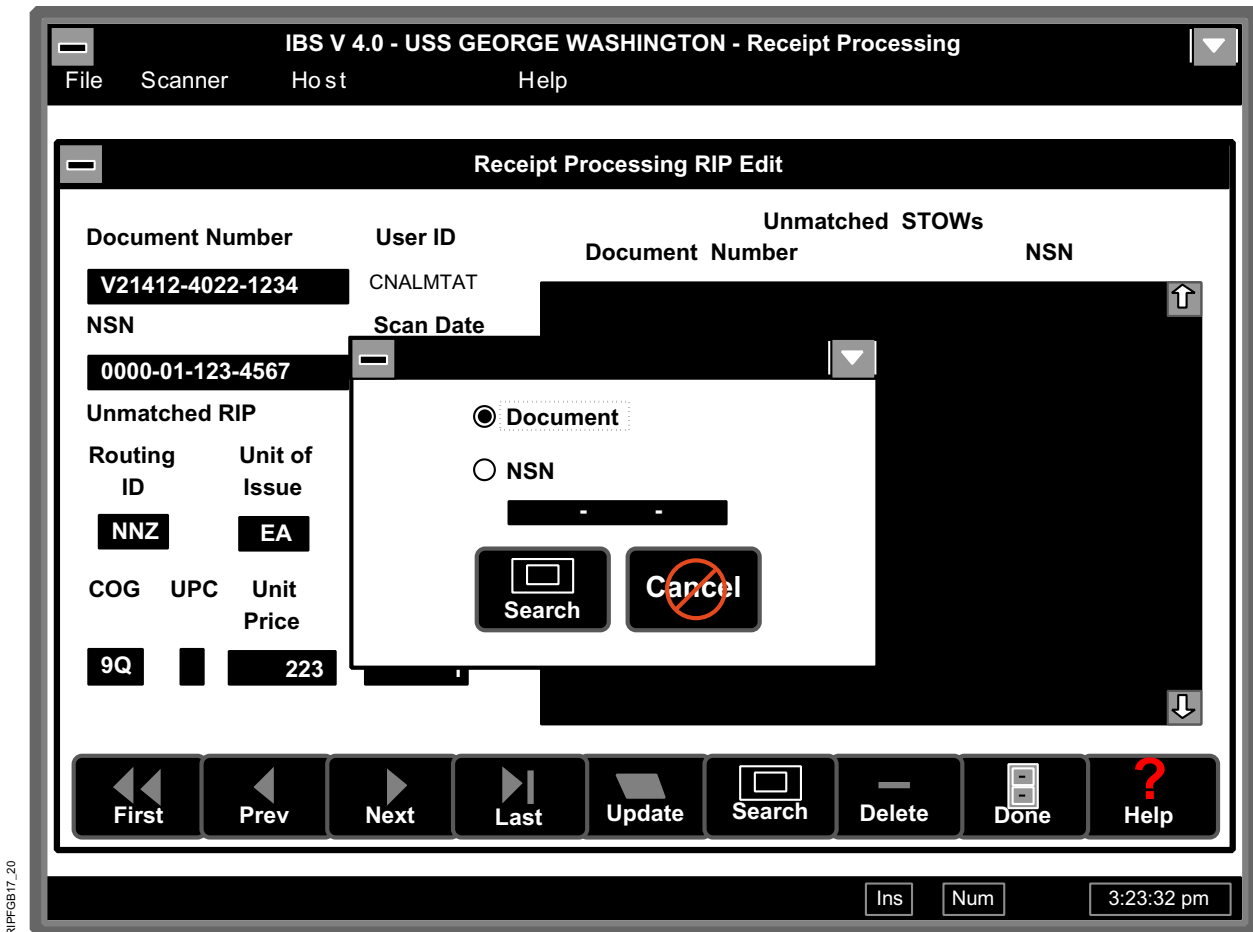 IBS V 4.0 - USS GEORGE WASHINGTON - Receipt Processing
File Scanner Host Help
Receipt Processing RIP Edit
Unmatched STOWs
Document Number User ID Document Number NSN
V21412-4022-1234 CNALMTAT
NSN Scan Date
0000-01-123-4567
Unmatched RIP
Document
Routing ID Unit of Issue
NSN
- -
NNZ EA
Search Cancel
COG UPC Unit Price
9Q 223
First Prev Next Last Update Search Delete Done ? Help
Ins Num 3:23:32 pm
RIPFGB17_20